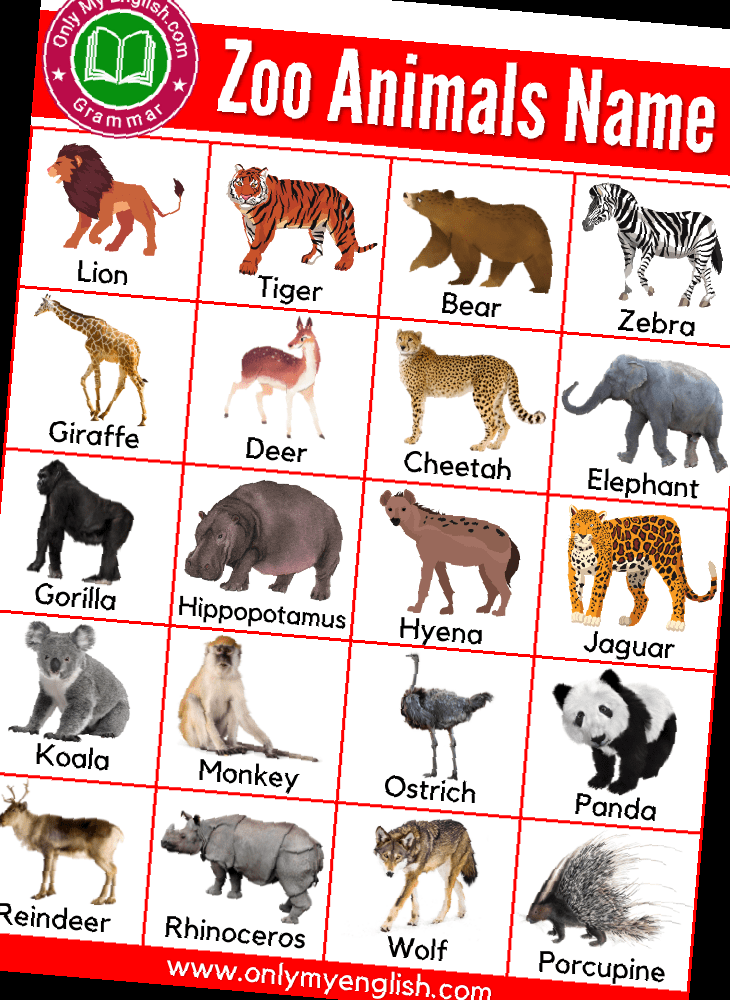 Only My English.com
Grammar
Zoo Animals Name
Lion
Tiger
Bear
Zebra
Giraffe
Deer
Cheetah
Elephant
Gorilla
Hippopotamus
Hyena
Jaguar
Koala
Monkey
Ostrich
Panda
Reindeer
Rhinoceros
Wolf
Porcupine
www.onlymyenglish.com